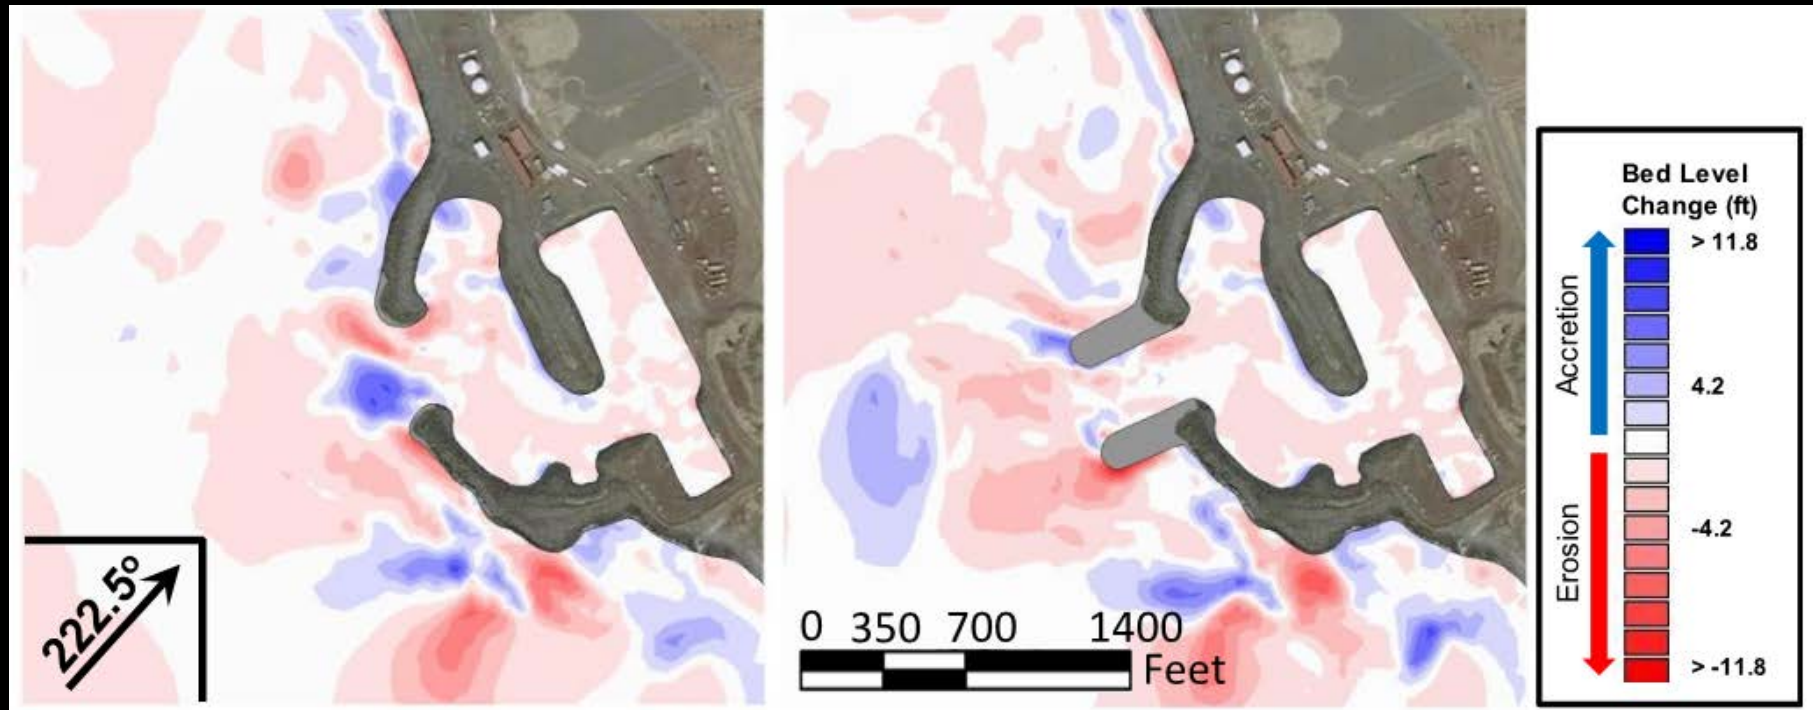 222.5º
0 350 700 1400
Feet
Bed Level
Change (ft)
> 11.8
Accretion
4.2
-4.2
Erosion
> -11.8